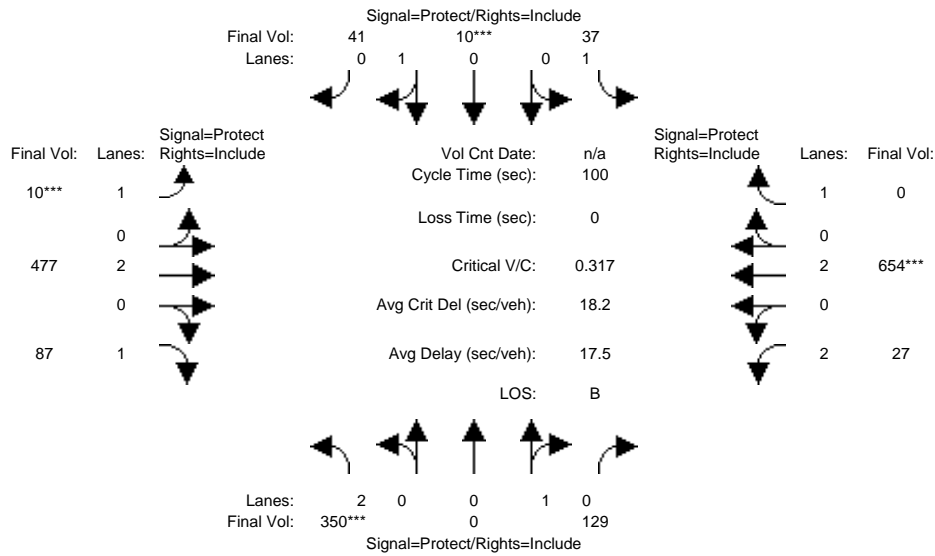 Signal=Protect/Rights=Include
Final Vol: 41 10*** 37
Lanes: 0 1 0 0 1
Signal=Protect Signal=Protect
Final Vol: Lanes: Rights=Include Vol Cnt Date: n/a Rights=Include Lanes: Final Vol:
Cycle Time (sec): 100
10*** 1 1 0
Loss Time (sec): 0
0 0
477 2 Critical V/C: 0.317 2 654***
0 Avg Crit Del (sec/veh): 18.2 0
87 1 Avg Delay (sec/veh): 17.5 2 27
LOS: B
Lanes: 2 0 0 1 0
Final Vol: 350*** 0 129
Signal=Protect/Rights=Include